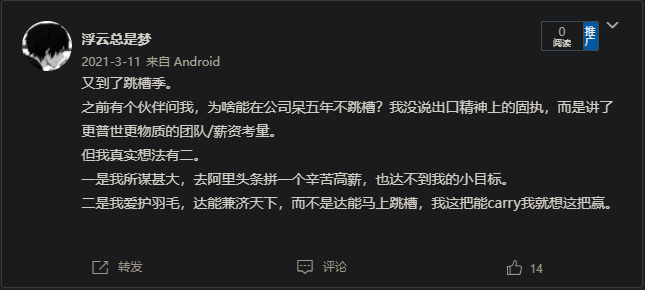 浮云总是梦
0
阅读
推广
2021-3-11 来自 Android
又到了跳槽季。
之前有个伙伴问我，为啥能在公司呆五年不跳槽？我没说出口精神上的固执，而是讲了
更普世更物质的团队/薪资考量。
但我真实想法有二。
一是我所谋甚大，去阿里头条拼一个辛苦高薪，也达不到我的小目标。
二是我爱护羽毛，达能兼济天下，而不是达能马上跳槽，我这把能carry我就想这把赢。
转发
评论
14